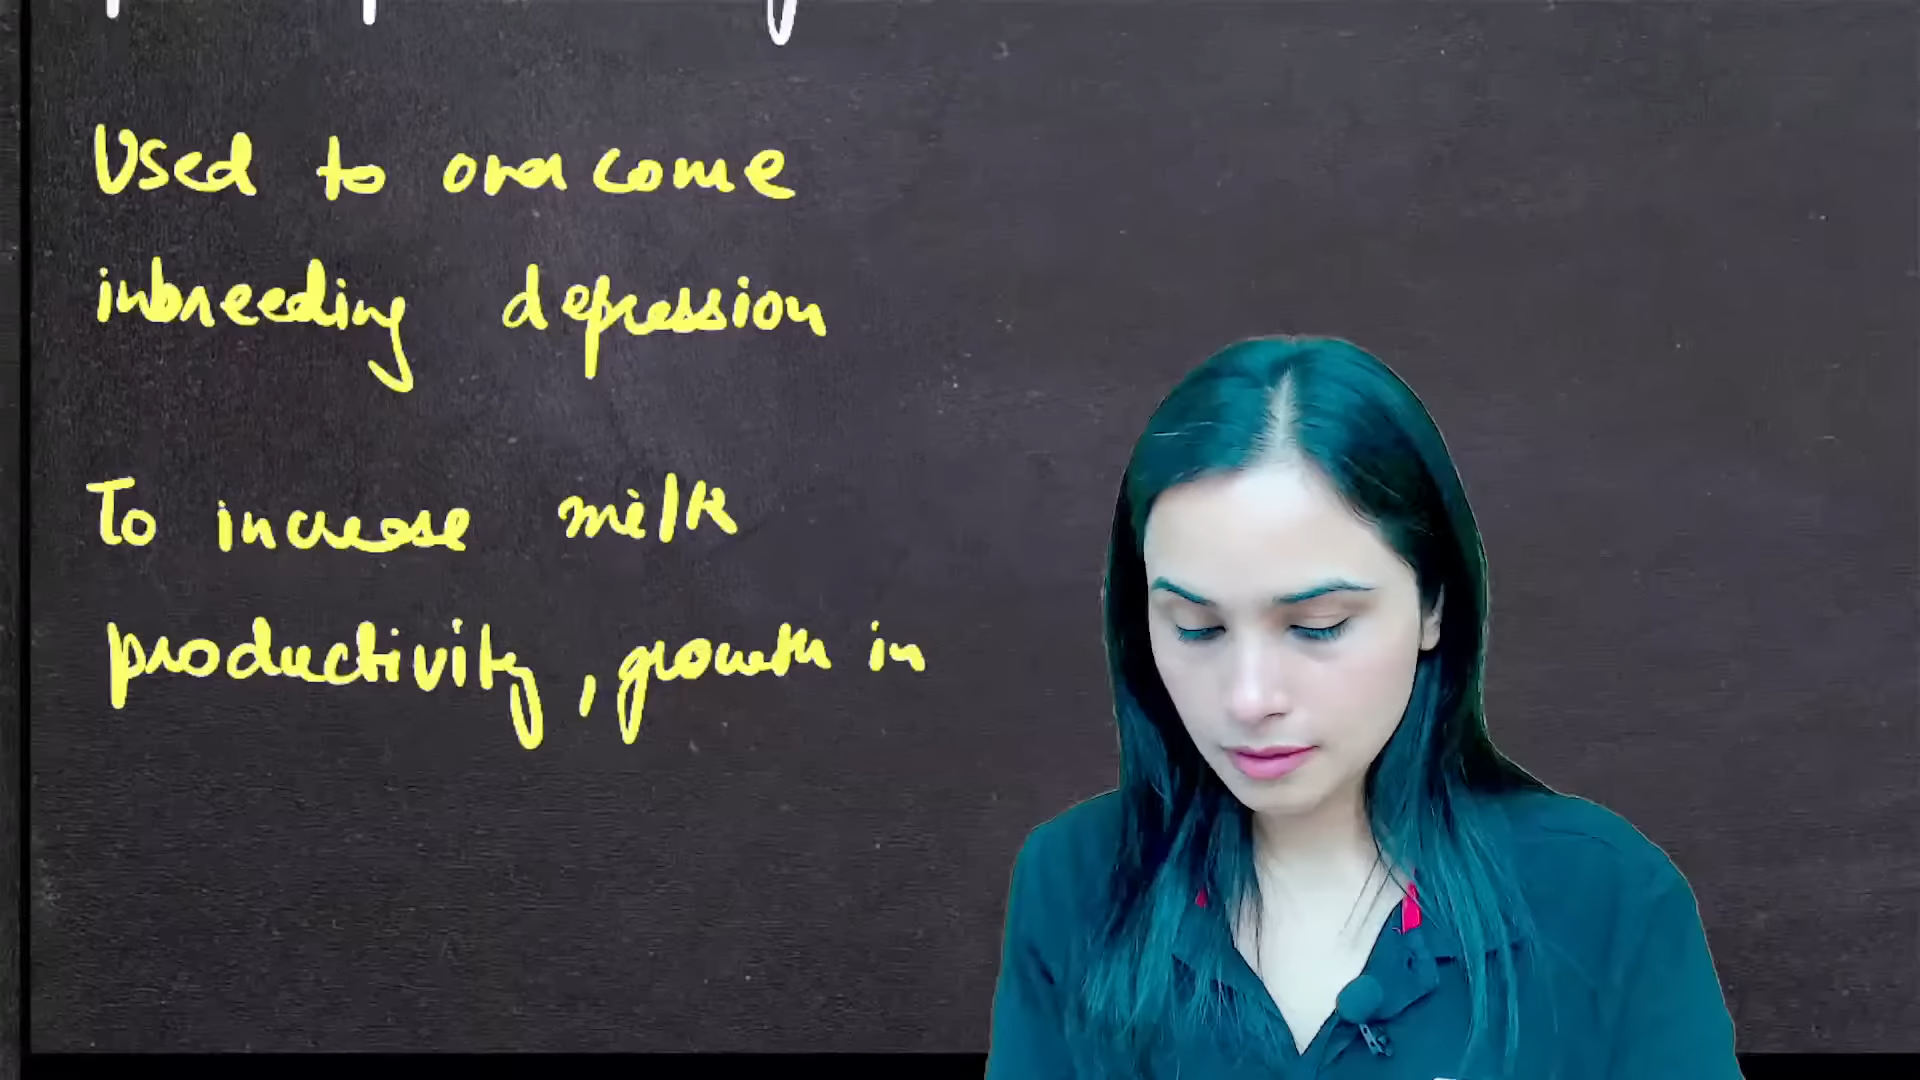 Used to overcome
inbreeding depression
To increase milk
productivity, growth in